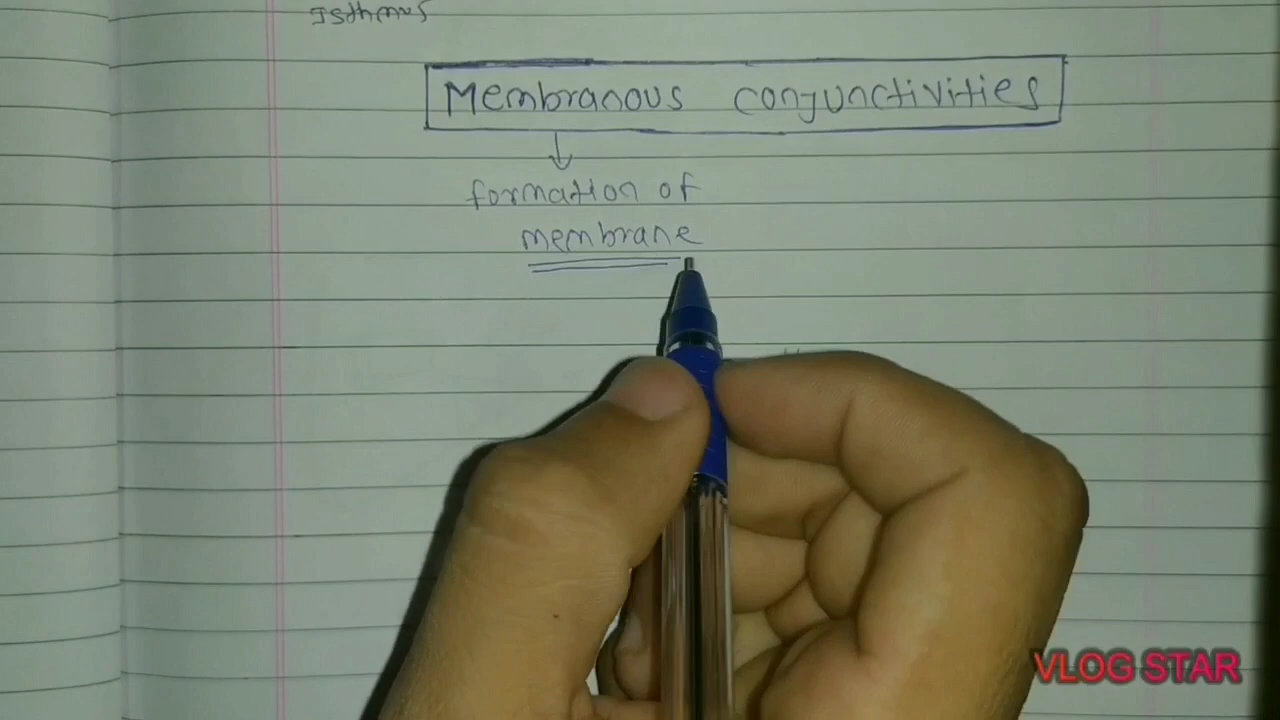 Isthmus
Membranous conjunctivities
formation of
membrane
VLOG STAR